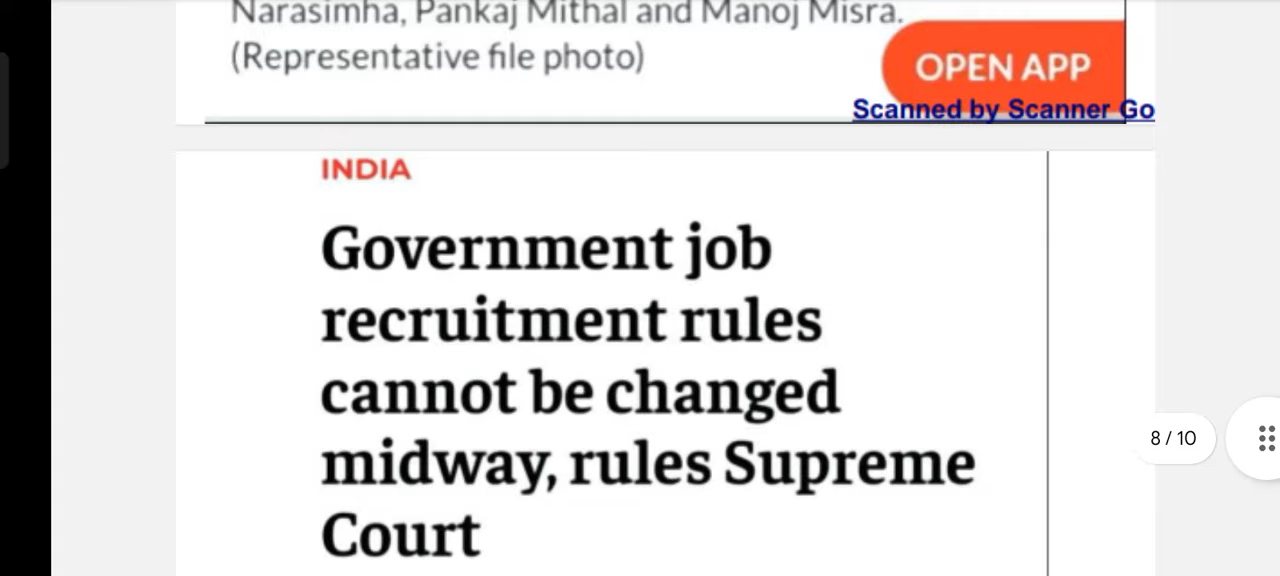 Narasimha, Pankaj Mithal and Manoj Misra.
(Representative file photo)
OPEN APP
Scanned by Scanner Go
INDIA
Government job
recruitment rules
cannot be changed
midway, rules Supreme
Court
8 / 10